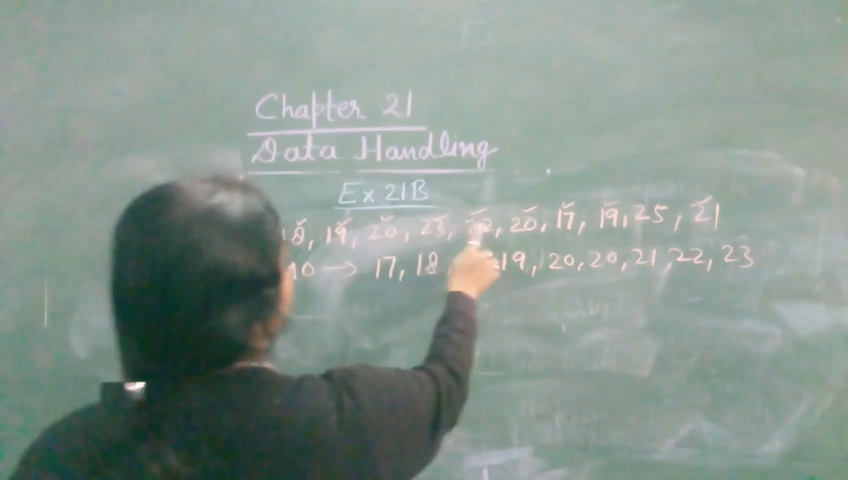 Chapter 21
Data Handling
Ex 21B
18, 19, 20, 23, 22, 20, 17, 19, 25, 21
10 → 17, 18 19, 20, 20, 21, 22, 23